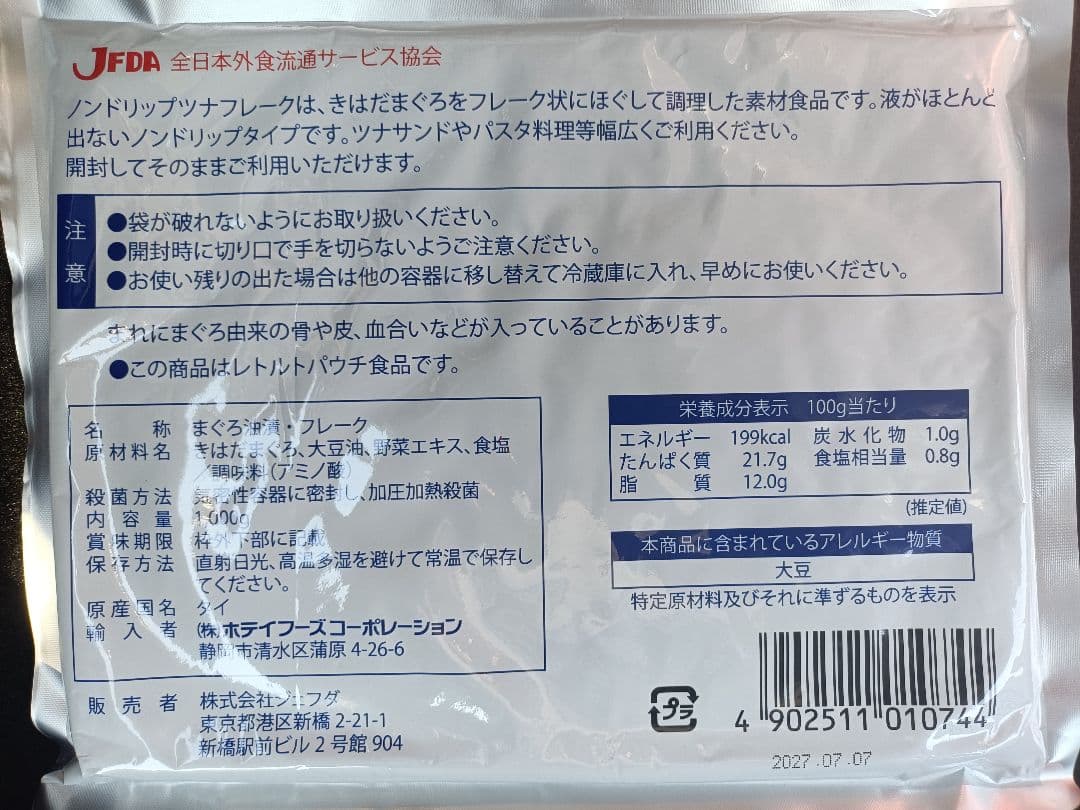 JFDA 全日本外食流通サービス協会
ノンドリップツナフレークは、きはだまぐろをフレーク状にほぐして調理した素材食品です。液がほとんど
出ないノンドリップタイプです。ツナサンドやパスタ料理等幅広くご利用ください。
開封してそのままご利用いただけます。
注意
●袋が破れないようにお取り扱いください。
●開封時に切り口で手を切らないようご注意ください。
●お使い残りの出た場合は他の容器に移し替えて冷蔵庫に入れ、早めにお使いください。
まれにまぐろ由来の骨や皮、血合いなどが入っていることがあります。
●この商品はレトルトパウチ食品です。
名称 まぐろ油漬・フレーク
原材料名 きはだまぐろ、大豆油、野菜エキス、食塩
/調味料(アミノ酸)
殺菌方法 気密性容器に密封し、加圧加熱殺菌
内容量 1,000g
賞味期限 枠外下部に記載
保存方法 直射日光、高温多湿を避けて常温で保存し
てください。
原産国名 タイ
輸入者 (株)ホテイフーズコーポレーション
静岡市清水区蒲原 4-26-6
販売者 株式会社ジェフダ
東京都港区新橋 2-21-1
新橋駅前ビル 2 号館 904
栄養成分表示 100g当たり
エネルギー 199kcal 炭水化物 1.0g
たんぱく質 21.7g 食塩相当量 0.8g
脂質 12.0g
(推定値)
本商品に含まれているアレルギー物質
大豆
特定原材料及びそれに準ずるものを表示
プラ
4 902511 010744
2027.07.07